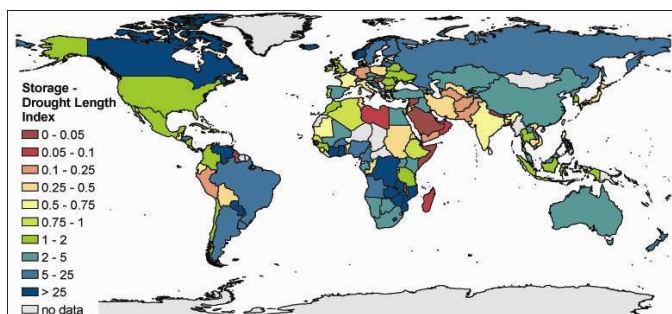 Storage -
Drought Length
Index
0 - 0.05
0.05 - 0.1
0.1 - 0.25
0.25 - 0.5
0.5 - 0.75
0.75 - 1
1 - 2
2 - 5
5 - 25
> 25
no data